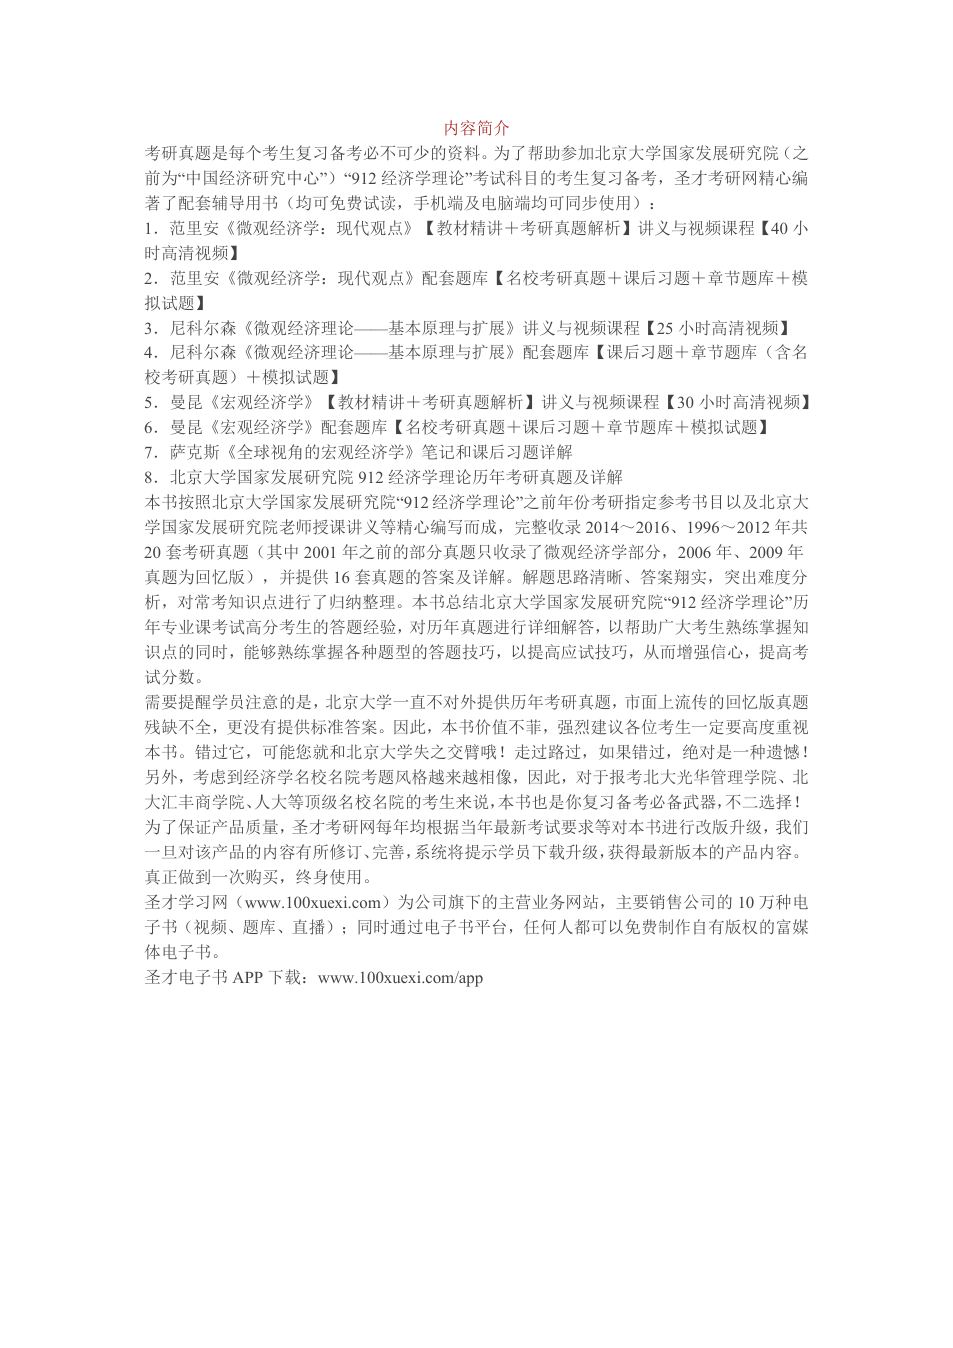 内容简介
考研真题是每个考生复习备考必不可少的资料。为了帮助参加北京大学国家发展研究院（之
前为“中国经济研究中心”）“912 经济学理论”考试科目的考生复习备考，圣才考研网精心编
著了配套辅导用书（均可免费试读，手机端及电脑端均可同步使用）：
1．范里安《微观经济学：现代观点》【教材精讲＋考研真题解析】讲义与视频课程【40 小
时高清视频】
2．范里安《微观经济学：现代观点》配套题库【名校考研真题＋课后习题＋章节题库＋模
拟试题】
3．尼科尔森《微观经济理论——基本原理与扩展》讲义与视频课程【25 小时高清视频】
4．尼科尔森《微观经济理论——基本原理与扩展》配套题库【课后习题＋章节题库（含名
校考研真题）＋模拟试题】
5．曼昆《宏观经济学》【教材精讲＋考研真题解析】讲义与视频课程【30 小时高清视频】
6．曼昆《宏观经济学》配套题库【名校考研真题＋课后习题＋章节题库＋模拟试题】
7．萨克斯《全球视角的宏观经济学》笔记和课后习题详解
8．北京大学国家发展研究院 912 经济学理论历年考研真题及详解
本书按照北京大学国家发展研究院“912 经济学理论”之前年份考研指定参考书目以及北京大
学国家发展研究院老师授课讲义等精心编写而成，完整收录 2014～2016、1996～2012 年共
20 套考研真题（其中 2001 年之前的部分真题只收录了微观经济学部分，2006 年、2009 年
真题为回忆版），并提供 16 套真题的答案及详解。解题思路清晰、答案翔实，突出难度分
析，对常考知识点进行了归纳整理。本书总结北京大学国家发展研究院“912 经济学理论”历
年专业课考试高分考生的答题经验，对历年真题进行详细解答，以帮助广大考生熟练掌握知
识点的同时，能够熟练掌握各种题型的答题技巧，以提高应试技巧，从而增强信心，提高考
试分数。
需要提醒学员注意的是，北京大学一直不对外提供历年考研真题，市面上流传的回忆版真题
残缺不全，更没有提供标准答案。因此，本书价值不菲，强烈建议各位考生一定要高度重视
本书。错过它，可能您就和北京大学失之交臂哦！走过路过，如果错过，绝对是一种遗憾！
另外，考虑到经济学名校名院考题风格越来越相像，因此，对于报考北大光华管理学院、北
大汇丰商学院、人大等顶级名校名院的考生来说，本书也是你复习备考必备武器，不二选择！
为了保证产品质量，圣才考研网每年均根据当年最新考试要求等对本书进行改版升级，我们
一旦对该产品的内容有所修订、完善，系统将提示学员下载升级，获得最新版本的产品内容。
真正做到一次购买，终身使用。
圣才学习网（www.100xuexi.com）为公司旗下的主营业务网站，主要销售公司的 10 万种电
子书（视频、题库、直播）；同时通过电子书平台，任何人都可以免费制作自有版权的富媒
体电子书。
圣才电子书 APP 下载：www.100xuexi.com/app